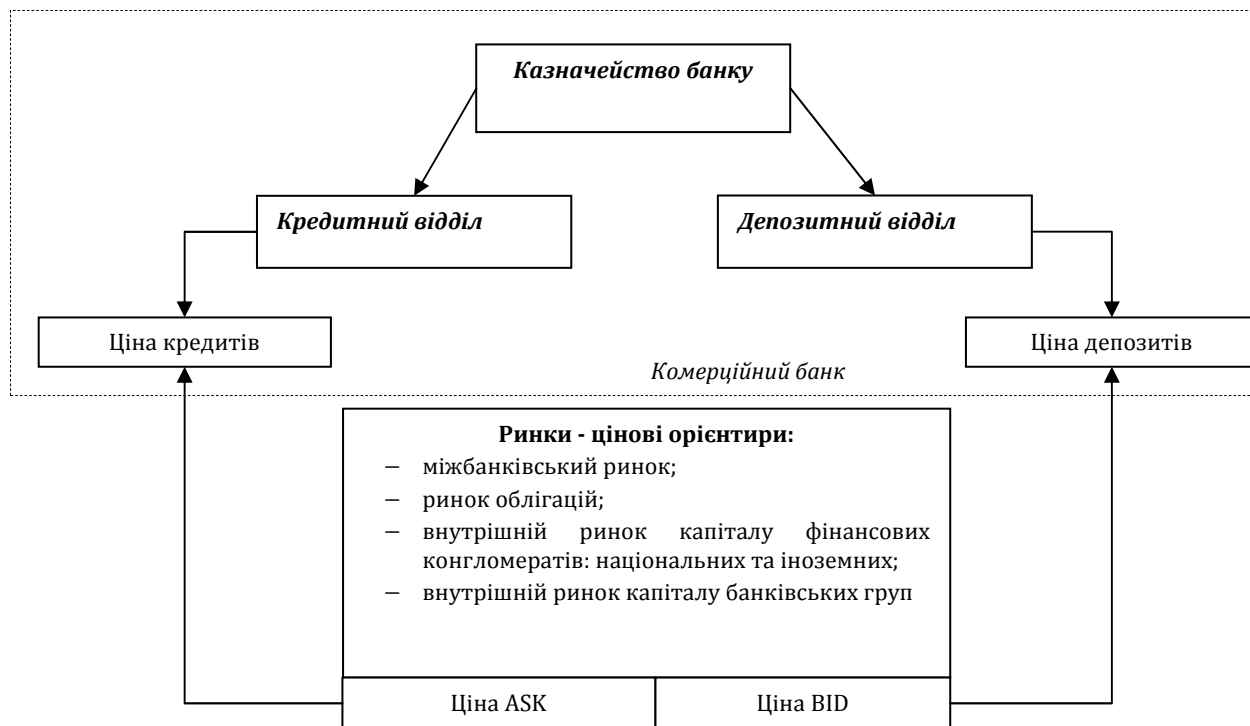 Казначейство банку
Кредитний відділ
Депозитний відділ
Ціна кредитів
Ціна депозитів
Комерційний банк
Ринки - цінові орієнтири:
– міжбанківський ринок;
– ринок облігацій;
– внутрішній ринок капіталу фінансових
конгломератів: національних та іноземних;
– внутрішній ринок капіталу банківських груп
Ціна ASK
Ціна BID